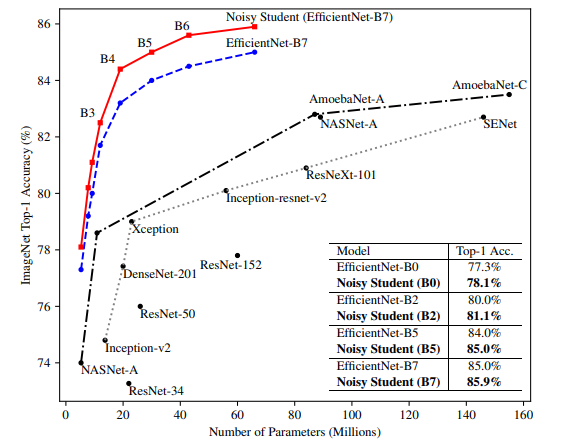 Noisy Student (EfficientNet-B7)
86
B6
B5
EfficientNet-B7
B4
84
AmoebaNet-C
AmoebaNet-A
B3
NASNet-A
SENet
82
ResNeXt-101
80
Inception-resnet-v2
Xception
78
ResNet-152
DenseNet-201
76
ResNet-50
Inception-v2
74
NASNet-A
ResNet-34
ImageNet Top-1 Accuracy (%)
Model Top-1 Acc.
EfficientNet-B0 77.3%
Noisy Student (B0) 78.1%
EfficientNet-B2 80.0%
Noisy Student (B2) 81.1%
EfficientNet-B5 84.0%
Noisy Student (B5) 85.0%
EfficientNet-B7 85.0%
Noisy Student (B7) 85.9%
0 20 40 60 80 100 120 140 160
Number of Parameters (Millions)